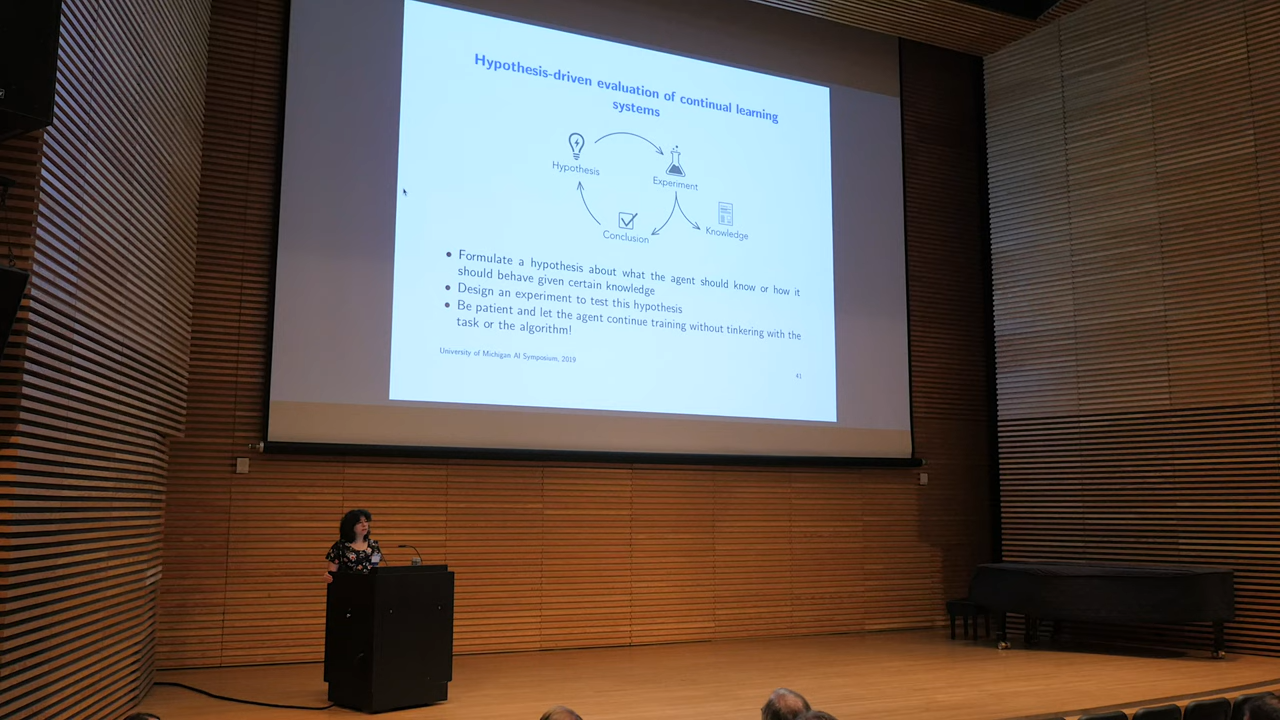 Hypothesis-driven evaluation of continual learning
systems
Hypothesis
Experiment
Conclusion
Knowledge
• Formulate a hypothesis about what the agent should know or how it
should behave given certain knowledge
• Design an experiment to test this hypothesis
• Be patient and let the agent continue training without tinkering with the
task or the algorithm!
University of Michigan AI Symposium, 2019
41